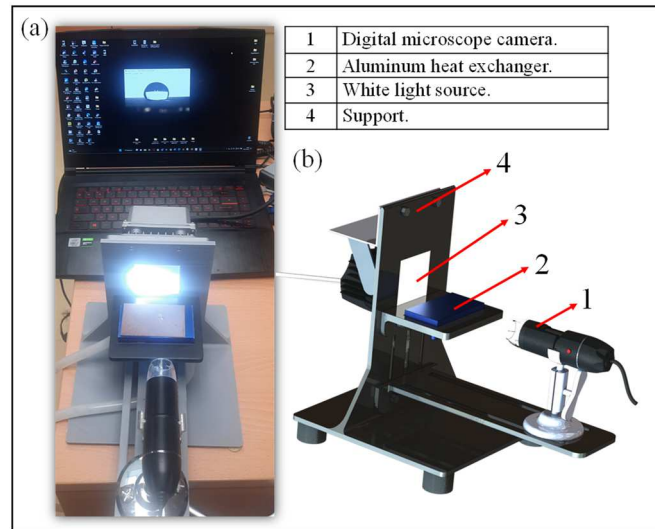 (a)
1 Digital microscope camera.
2 Aluminum heat exchanger.
3 White light source.
4 Support.
(b)
4
3
2
1